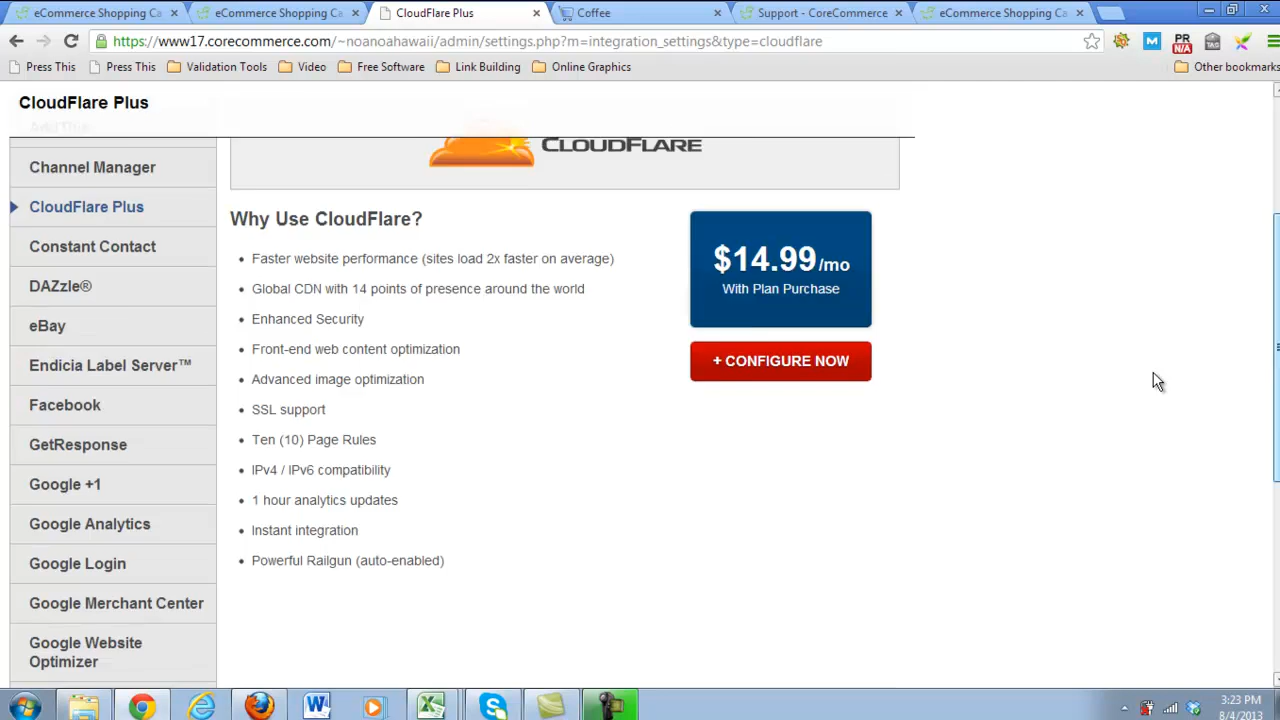 eCommerce Shopping Ca
eCommerce Shopping Ca
CloudFlare Plus
Coffee
Support - CoreCommerce
eCommerce Shopping Ca
https://www17.corecommerce.com/~noanoahawaii/admin/settings.php?m=integration_settings&type=cloudflare
PR
N/A
TAG
Press This
Press This
Validation Tools
Video
Free Software
Link Building
Online Graphics
Other bookmarks
CloudFlare Plus
Add This
Channel Manager
CloudFlare Plus
Constant Contact
DAZzle®
eBay
Endicia Label Server™
Facebook
GetResponse
Google +1
Google Analytics
Google Login
Google Merchant Center
Google Website
Optimizer
CLOUDFLARE
Why Use CloudFlare?
Faster website performance (sites load 2x faster on average)
Global CDN with 14 points of presence around the world
Enhanced Security
Front-end web content optimization
Advanced image optimization
SSL support
Ten (10) Page Rules
IPv4 / IPv6 compatibility
1 hour analytics updates
Instant integration
Powerful Railgun (auto-enabled)
$14.99/mo
With Plan Purchase
+ CONFIGURE NOW
3:23 PM
8/4/2013